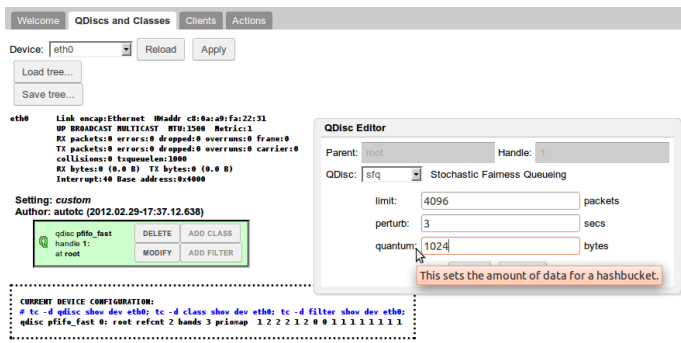 Welcome QDiscs and Classes Clients Actions
Device: eth0 Reload Apply
Load tree...
Save tree...
eth0 Link encap:Ethernet HWaddr c8:0a:a9:fa:22:31
UP BROADCAST MULTICAST MTU:1500 Metric:1
RX packets:0 errors:0 dropped:0 overruns:0 frame:0
TX packets:0 errors:0 dropped:0 overruns:0 carrier:0
collisions:0 txqueuelen:1000
RX bytes:0 (0.0 B) TX bytes:0 (0.0 B)
Interrupt:40 Base address:0x4000
Setting: custom
Author: autotc (2012.02.29-17:37.12.638)
Q
qdisc pfifo_fast DELETE ADD CLASS
handle 1:
at root MODIFY ADD FILTER
QDisc Editor
Parent: root Handle: 1:
QDisc: sfq Stochastic Fairness Queueing
limit: 4096 packets
perturb: 3 secs
quantum: 1024 bytes
This sets the amount of data for a hashbucket.
CURRENT DEVICE CONFIGURATION:
# tc -d qdisc show dev eth0; tc -d class show dev eth0; tc -d filter show dev eth0;
qdisc pfifo_fast 0: root refcnt 2 bands 3 priomap 1 2 2 2 1 2 0 0 1 1 1 1 1 1 1 1